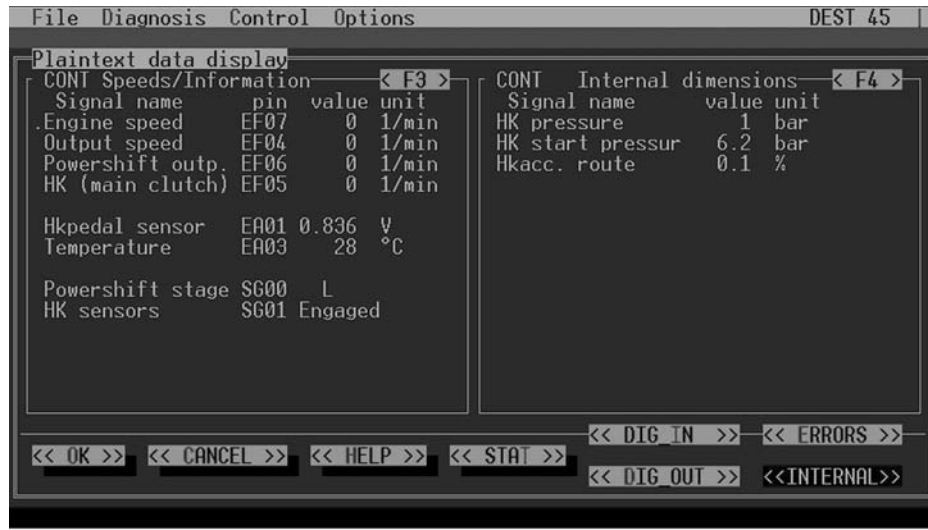 File Diagnosis Control Options DEST 45
Plaintext data display
CONT Speeds/Information < F3 >
Signal name pin value unit
.Engine speed EF07 0 1/min
Output speed EF04 0 1/min
Powershift outp. EF06 0 1/min
HK (main clutch) EF05 0 1/min
Hkpedal sensor EA01 0.836 V
Temperature EA03 28 °C
Powershift stage SG00 L
HK sensors SG01 Engaged
CONT Internal dimensions < F4 >
Signal name value unit
HK pressure 1 bar
HK start pressur 6.2 bar
Hkacc. route 0.1 %
<< DIG_IN >> << ERRORS >>
<< OK >> << CANCEL >> << HELP >> << STAT >>
<< DIG_OUT >> <<INTERNAL>>